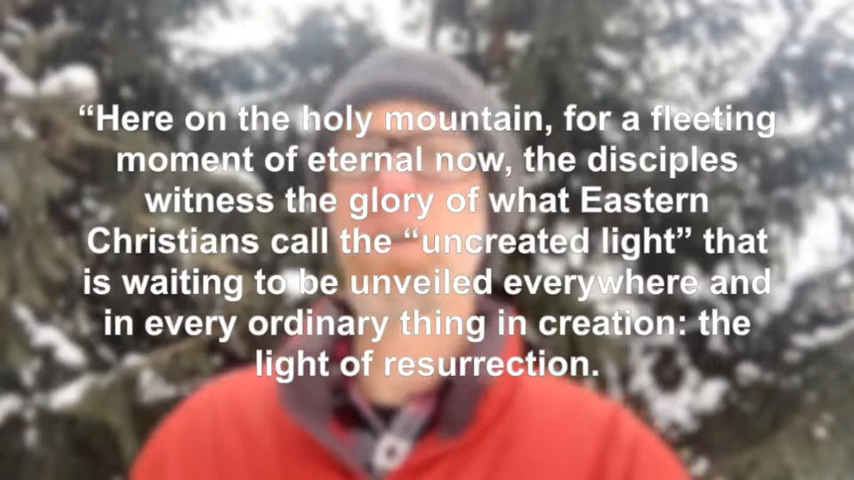 “Here on the holy mountain, for a fleeting
moment of eternal now, the disciples
witness the glory of what Eastern
Christians call the “uncreated light” that
is waiting to be unveiled everywhere and
in every ordinary thing in creation: the
light of resurrection.